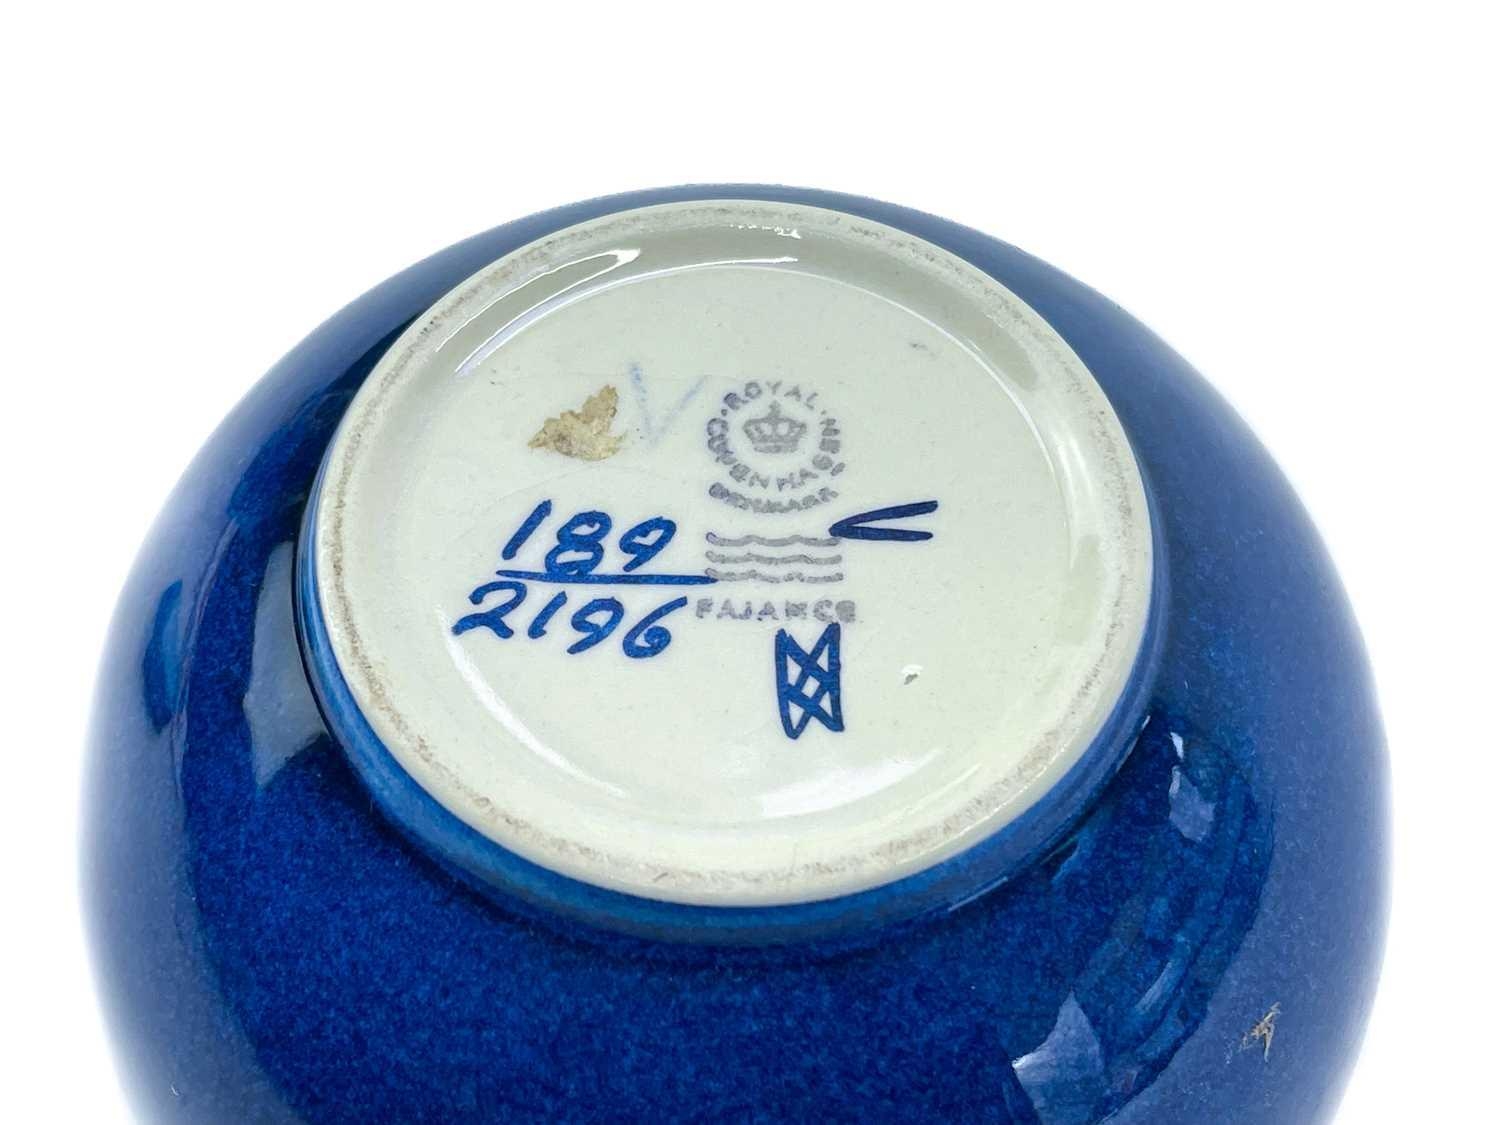 ROYAL COPENHAGEN
DENMARK
189
2196
FAJANCE